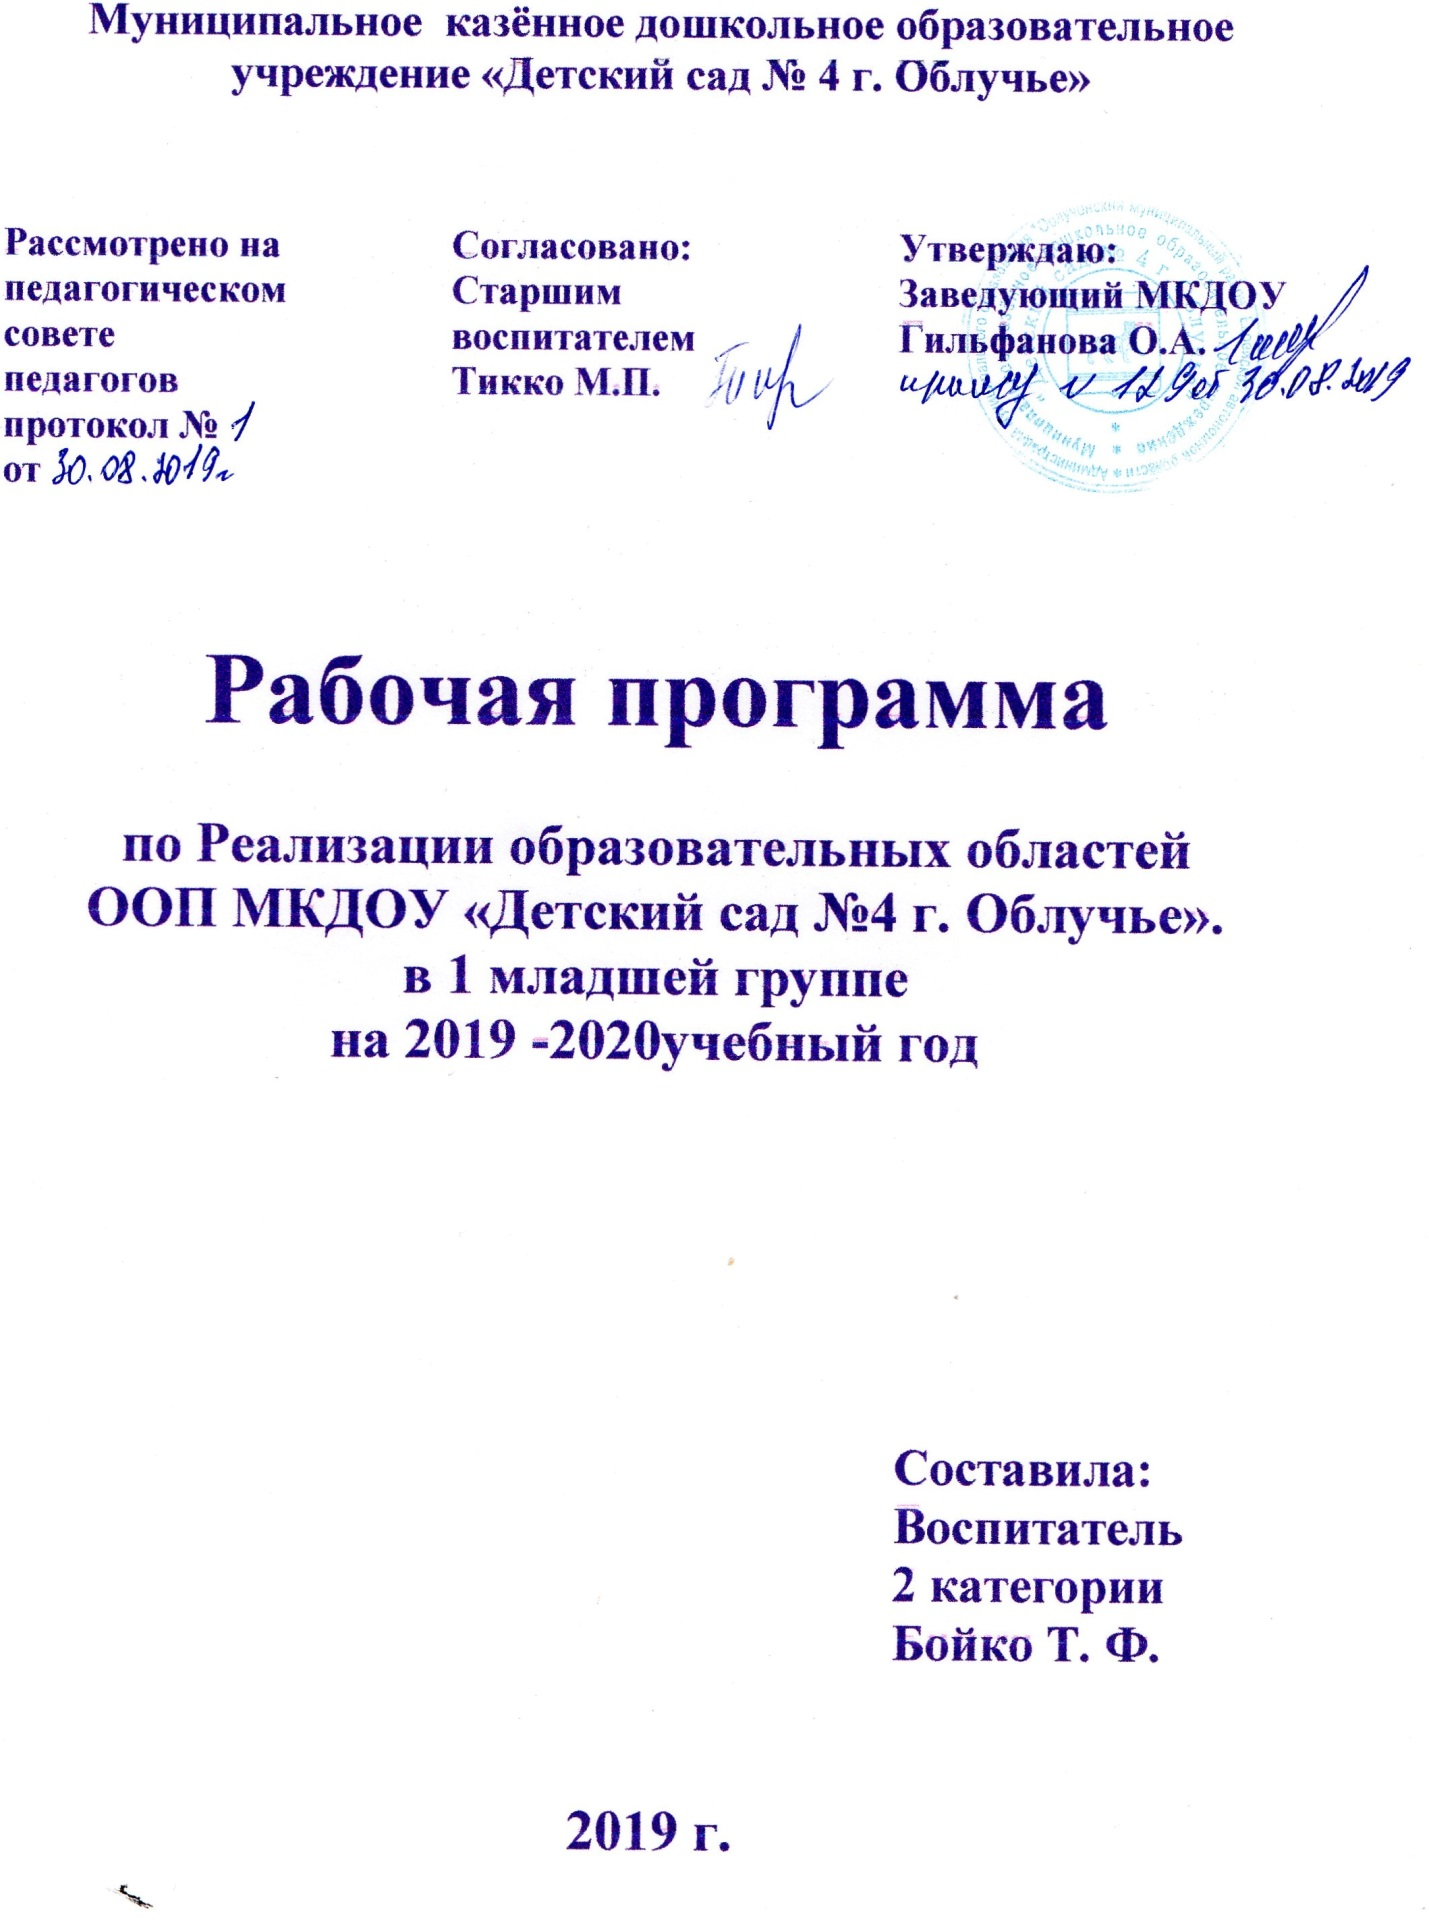 Муниципальное казённое дошкольное образовательное
учреждение «Детский сад № 4 г. Облучье»
Рассмотрено на
педагогическом
совете
педагогов
протокол № 1
от 30.08.2019г
Согласовано:
Старшим
воспитателем
Тикко М.П.
Утверждаю:
Заведующий МКДОУ
Гильфанова О.А.
129 от 30.08.2019
Рабочая программа
по Реализации образовательных областей
ООП МКДОУ «Детский сад №4 г. Облучье».
в 1 младшей группе
на 2019 -2020учебный год
Составила:
Воспитатель
2 категории
Бойко Т. Ф.
2019 г.